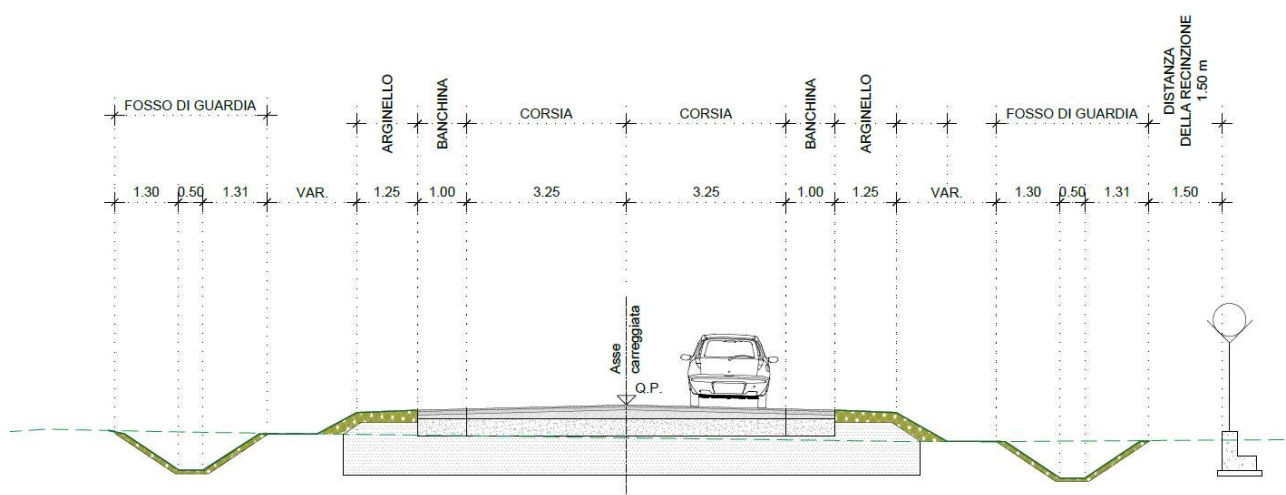 FOSSO DI GUARDIA
ARGINELLO
BANCHINA
CORSIA
CORSIA
BANCHINA
ARGINELLO
FOSSO DI GUARDIA
DISTANZA
DELLA RECINZIONE
1.50 m
1.30 0.50 1.31 VAR. 1.25 1.00 3.25 3.25 1.00 1.25 VAR. 1.30 0.50 1.31 1.50
Asse
carreggiata
Q.P.